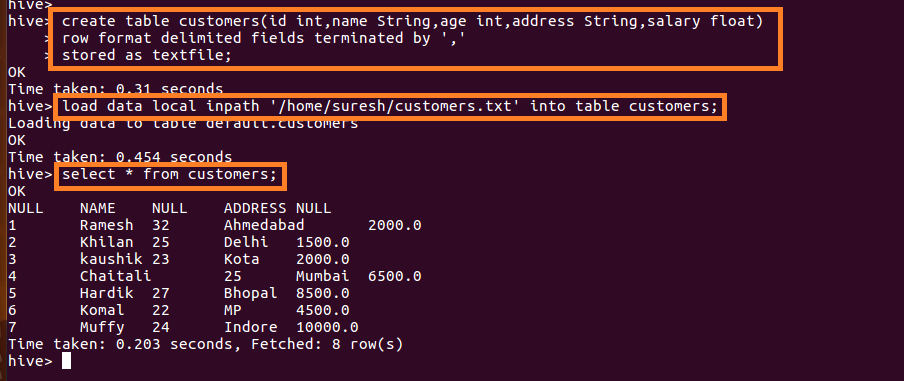 hive>
hive> create table customers(id int,name String,age int,address String,salary float)
> row format delimited fields terminated by ','
> stored as textfile;
OK
Time taken: 0.31 seconds
hive> load data local inpath '/home/suresh/customers.txt' into table customers;
Loading data to table default.customers
OK
Time taken: 0.454 seconds
hive> select * from customers;
OK
NULL NAME NULL ADDRESS NULL
1 Ramesh 32 Ahmedabad 2000.0
2 Khilan 25 Delhi 1500.0
3 kaushik 23 Kota 2000.0
4 Chaitali 25 Mumbai 6500.0
5 Hardik 27 Bhopal 8500.0
6 Komal 22 MP 4500.0
7 Muffy 24 Indore 10000.0
Time taken: 0.203 seconds, Fetched: 8 row(s)
hive>